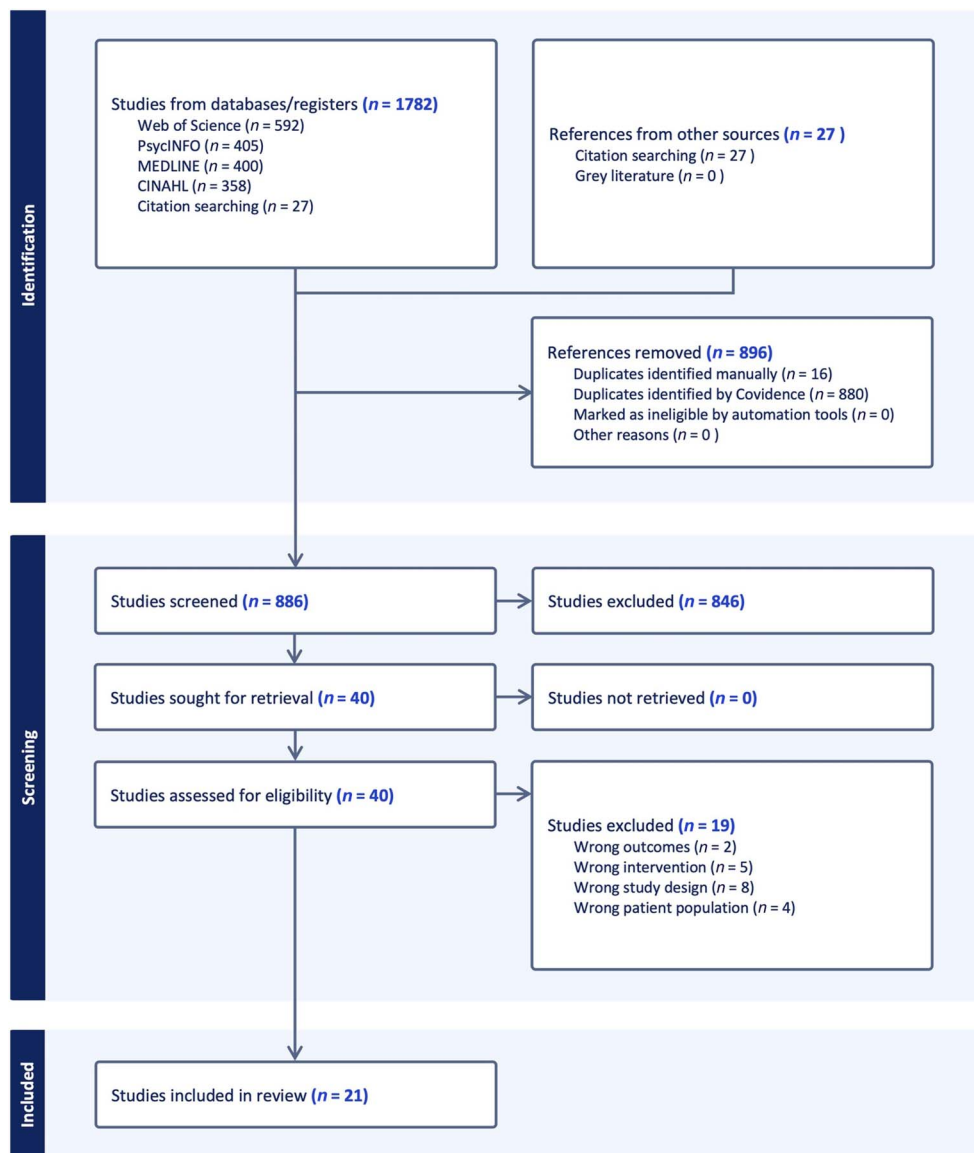 Identification
Studies from databases/registers (n = 1782)
Web of Science (n = 592)
PsycINFO (n = 405)
MEDLINE (n = 400)
CINAHL (n = 358)
Citation searching (n = 27)
References from other sources (n = 27 )
Citation searching (n = 27 )
Grey literature (n = 0 )
References removed (n = 896)
Duplicates identified manually (n = 16)
Duplicates identified by Covidence (n = 880)
Marked as ineligible by automation tools (n = 0)
Other reasons (n = 0 )
Screening
Studies screened (n = 886)
Studies excluded (n = 846)
Studies sought for retrieval (n = 40)
Studies not retrieved (n = 0)
Studies assessed for eligibility (n = 40)
Studies excluded (n = 19)
Wrong outcomes (n = 2)
Wrong intervention (n = 5)
Wrong study design (n = 8)
Wrong patient population (n = 4)
Included
Studies included in review (n = 21)